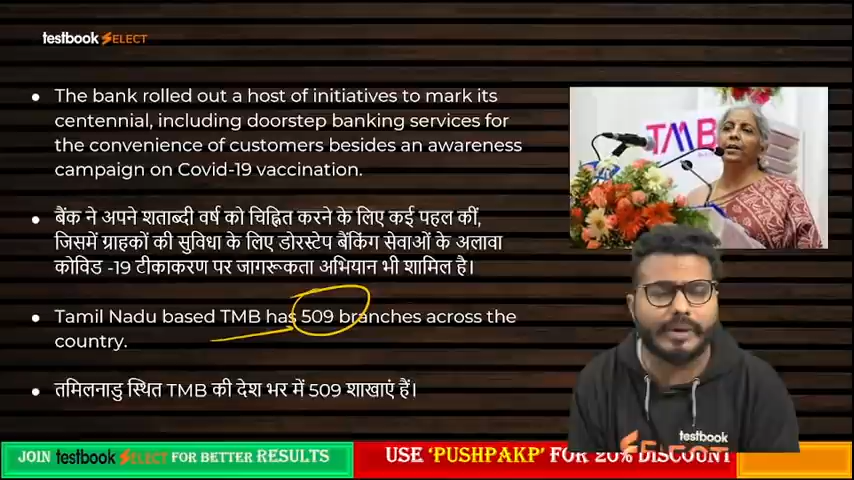 testbook SELECT
The bank rolled out a host of initiatives to mark its
centennial, including doorstep banking services for
the convenience of customers besides an awareness
campaign on Covid-19 vaccination.
बैंक ने अपने शताब्दी वर्ष को चिह्नित करने के लिए कई पहल कीं,
जिसमें ग्राहकों की सुविधा के लिए डोरस्टेप बैंकिंग सेवाओं के अलावा
कोविड -19 टीकाकरण पर जागरूकता अभियान भी शामिल है।
Tamil Nadu based TMB has 509 branches across the
country.
तमिलनाडु स्थित TMB की देश भर में 509 शाखाएं हैं।
TMB
testbook
SELECT
JOIN testbook SELECT FOR BETTER RESULTS
USE 'PUSHPAKP' FOR 20% DISCOUNT